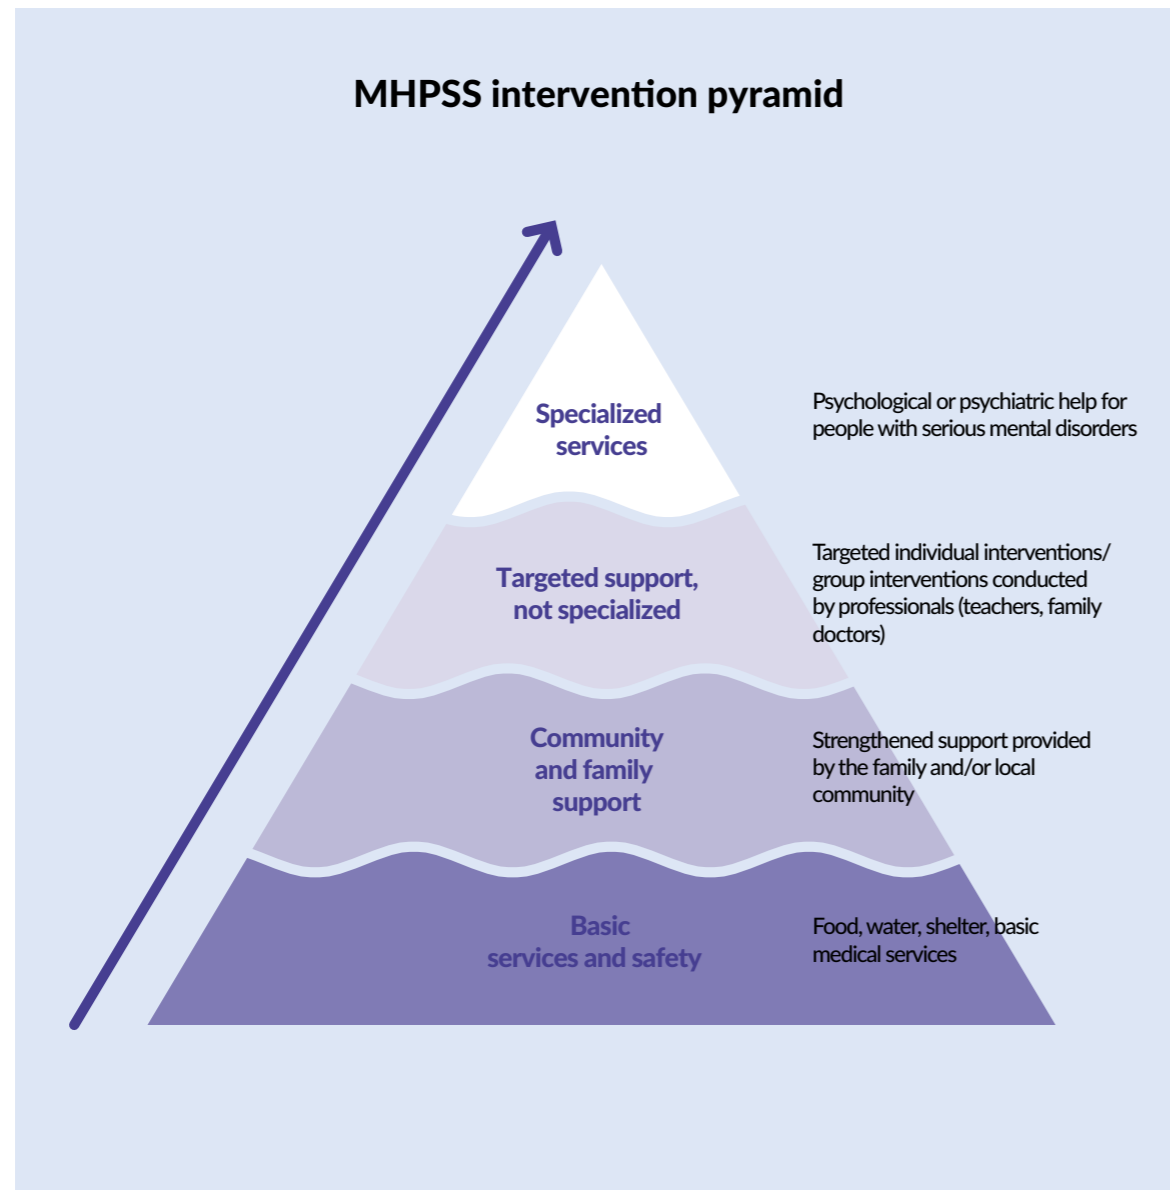 MHPSS intervention pyramid
Specialized
services
Psychological or psychiatric help for
people with serious mental disorders
Targeted support,
not specialized
Targeted individual interventions/
group interventions conducted
by professionals (teachers, family
doctors)
Community
and family
support
Strengthened support provided
by the family and/or local
community
Basic
services and safety
Food, water, shelter, basic
medical services